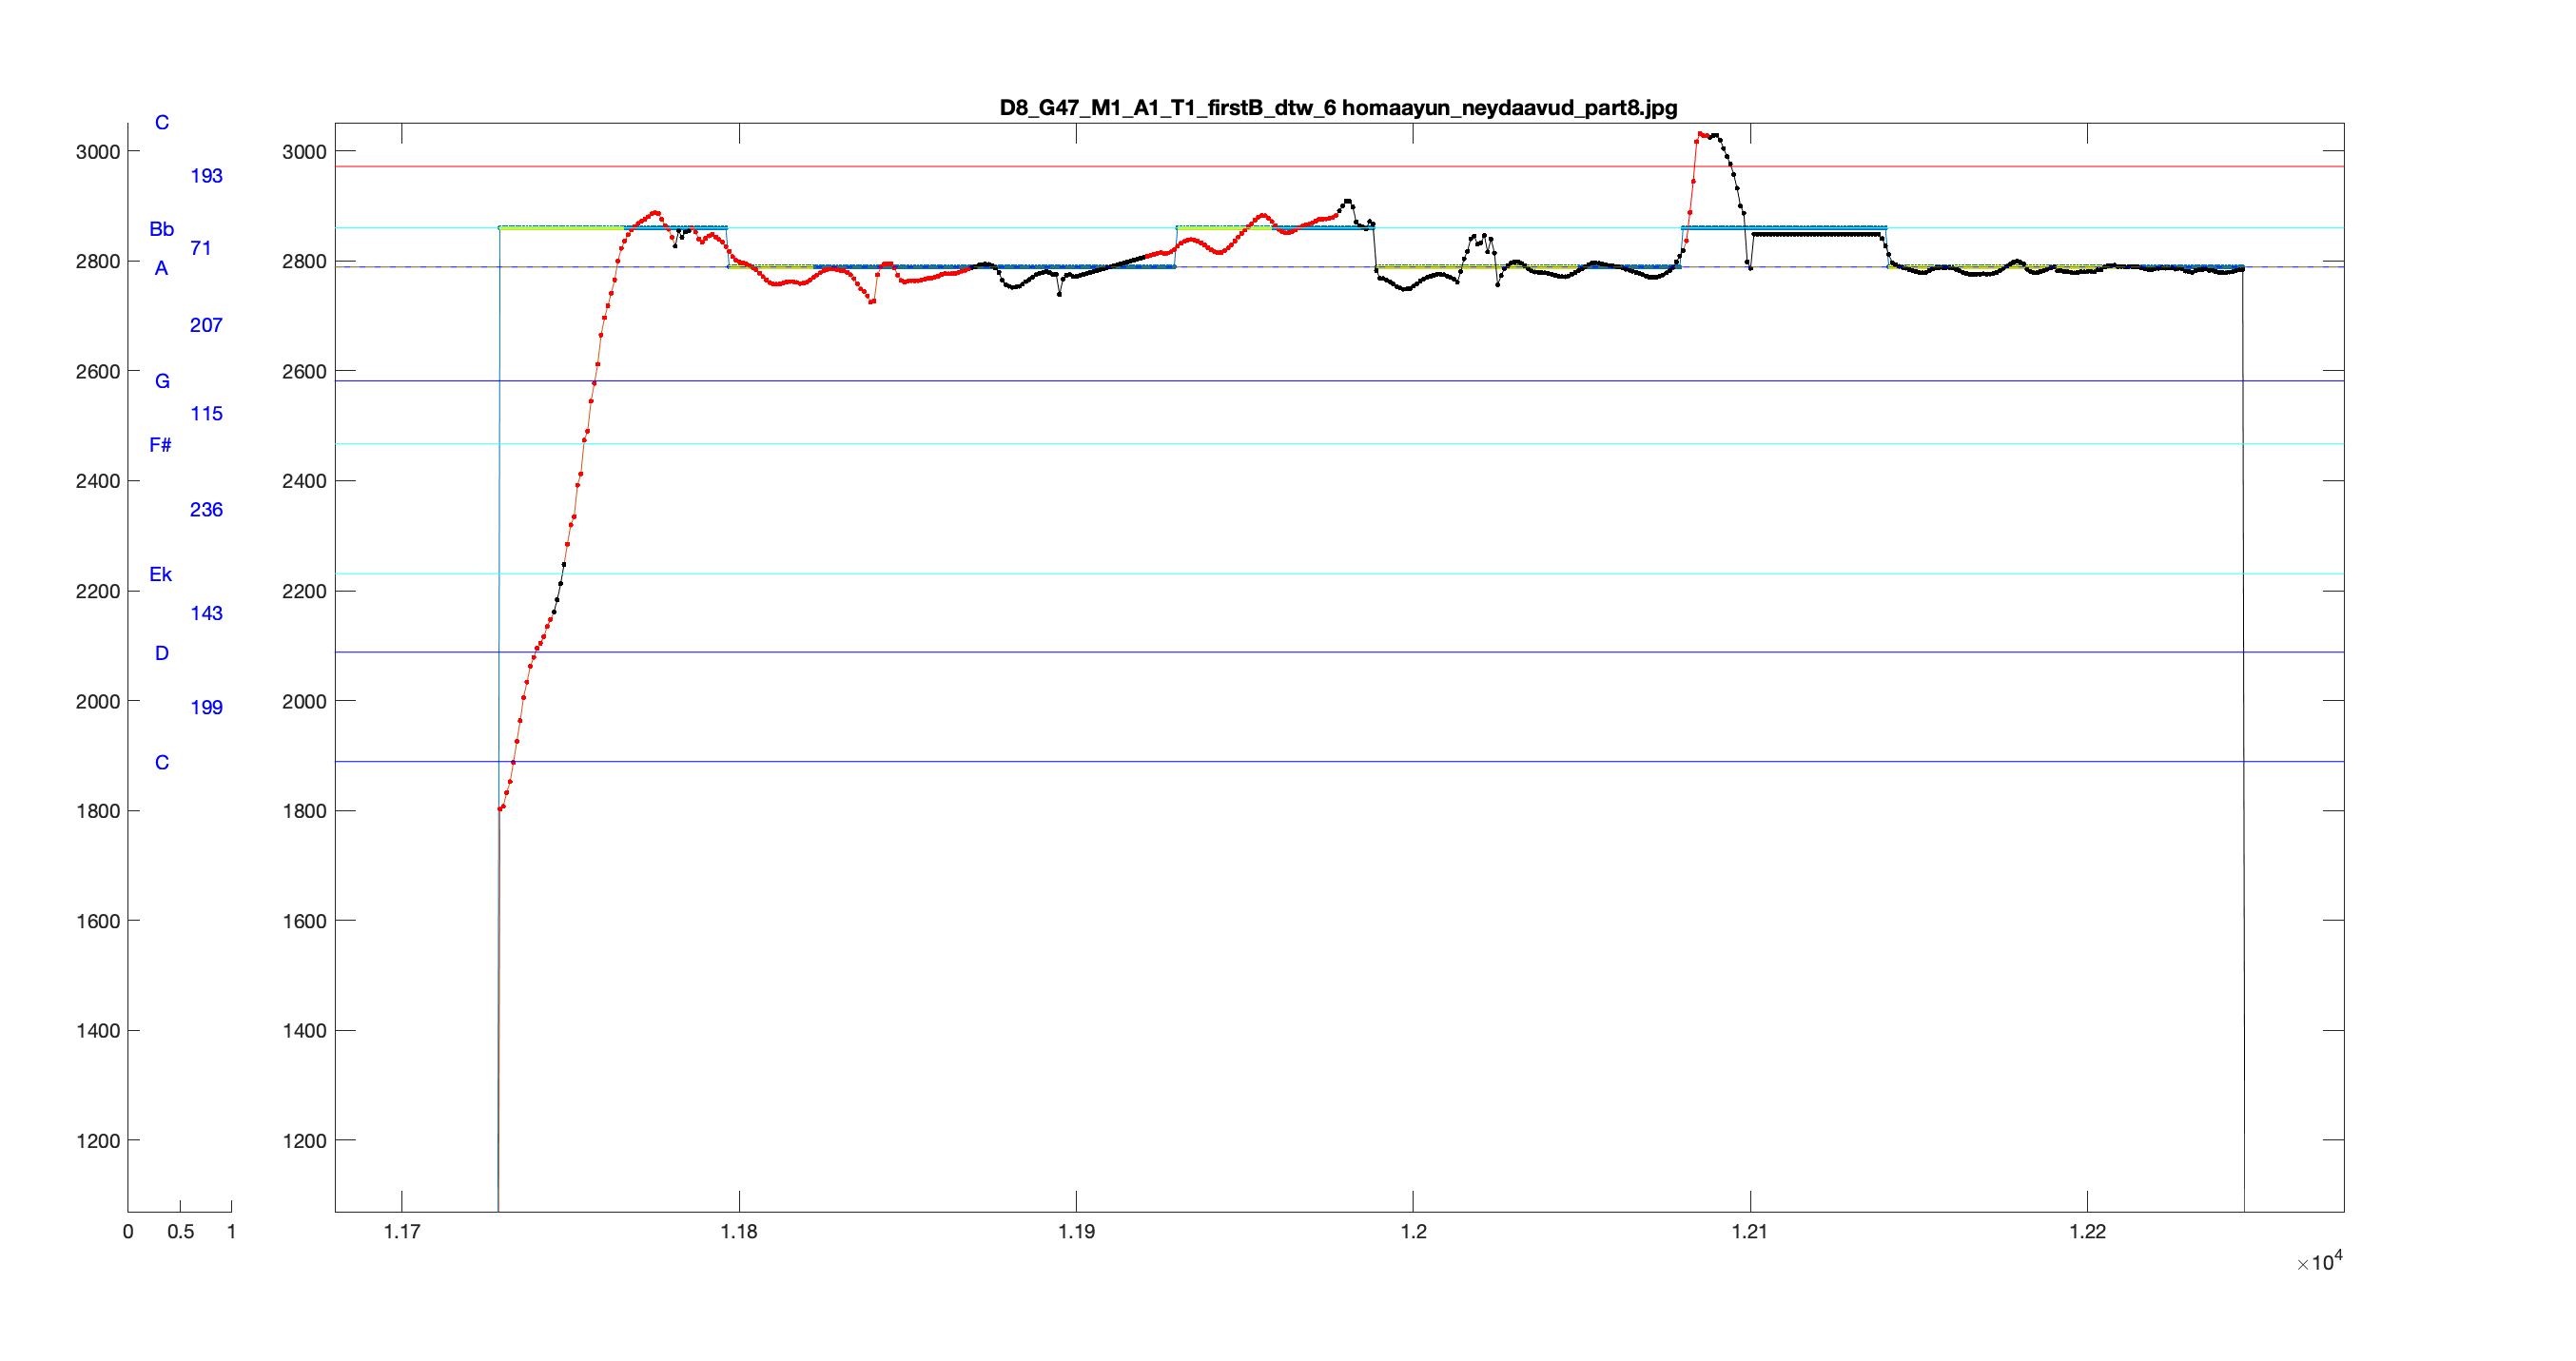 D8_G47_M1_A1_T1_firstB_dtw_6 homaayun_neydaavud_part8.jpg
C
3000
3000
193
Bb
71
2800
A
2800
207
2600
G
2600
115
F#
2400
2400
236
Ek
2200
2200
143
D
2000
199
2000
C
1800
1800
1600
1600
1400
1400
1200
1200
0 0.5 1
1.17 1.18 1.19 1.2 1.21 1.22
×10^4